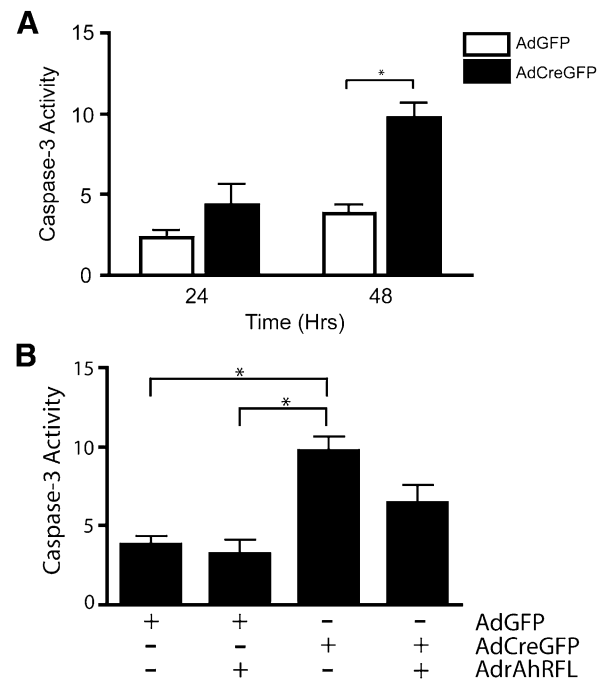 A
15
10
5
0
Caspase-3 Activity
*
AdGFP
AdCreGFP
24 48
Time (Hrs)
B
15
10
5
0
Caspase-3 Activity
*
*
+ + - - AdGFP
- - + + AdCreGFP
- + - + AdrAhRFL